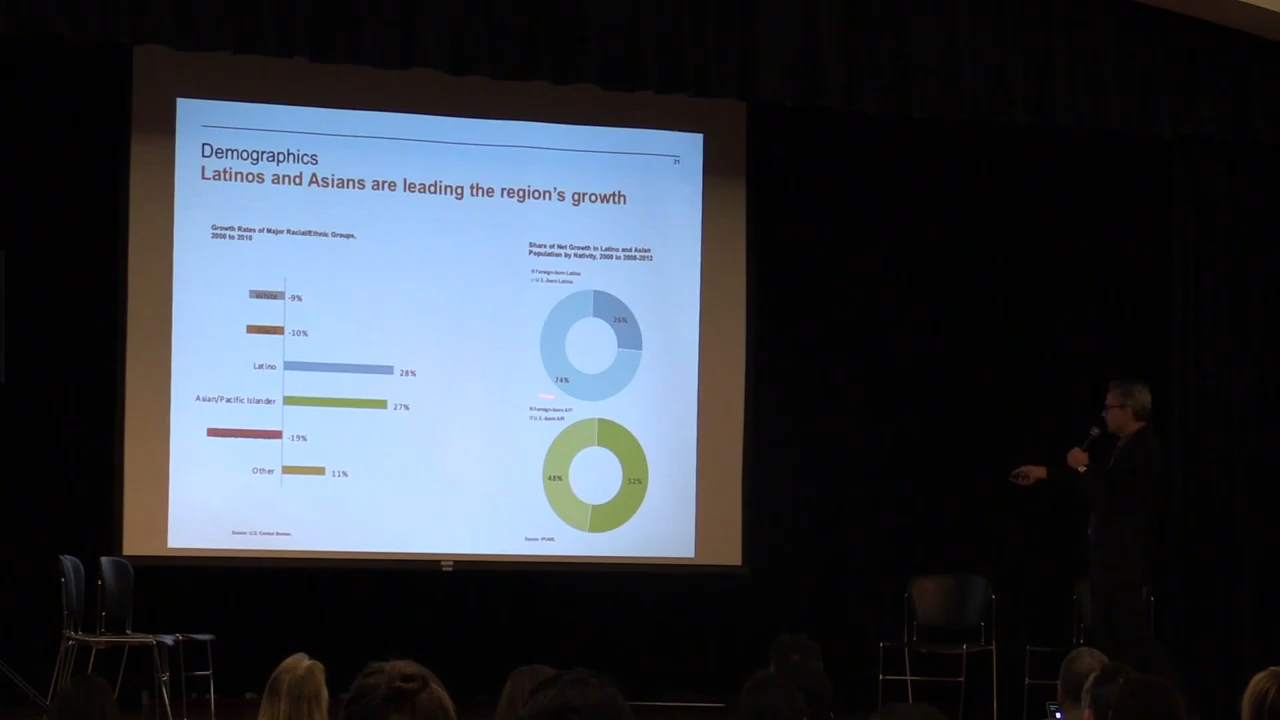 21
Demographics
Latinos and Asians are leading the region's growth
Growth Rates of Major Racial/Ethnic Groups,
2000 to 2010
White
-9%
-10%
Latino
28%
Asian/Pacific Islander
27%
-19%
Other
11%
Source: U.S. Census Bureau.
Share of Net Growth in Latino and Asian
Population by Nativity, 2000 to 2008-2012
Foreign-born Latino
U.S.-born Latino
26%
74%
Foreign-born API
U.S.-born API
48%
52%
Source: IPUMS.